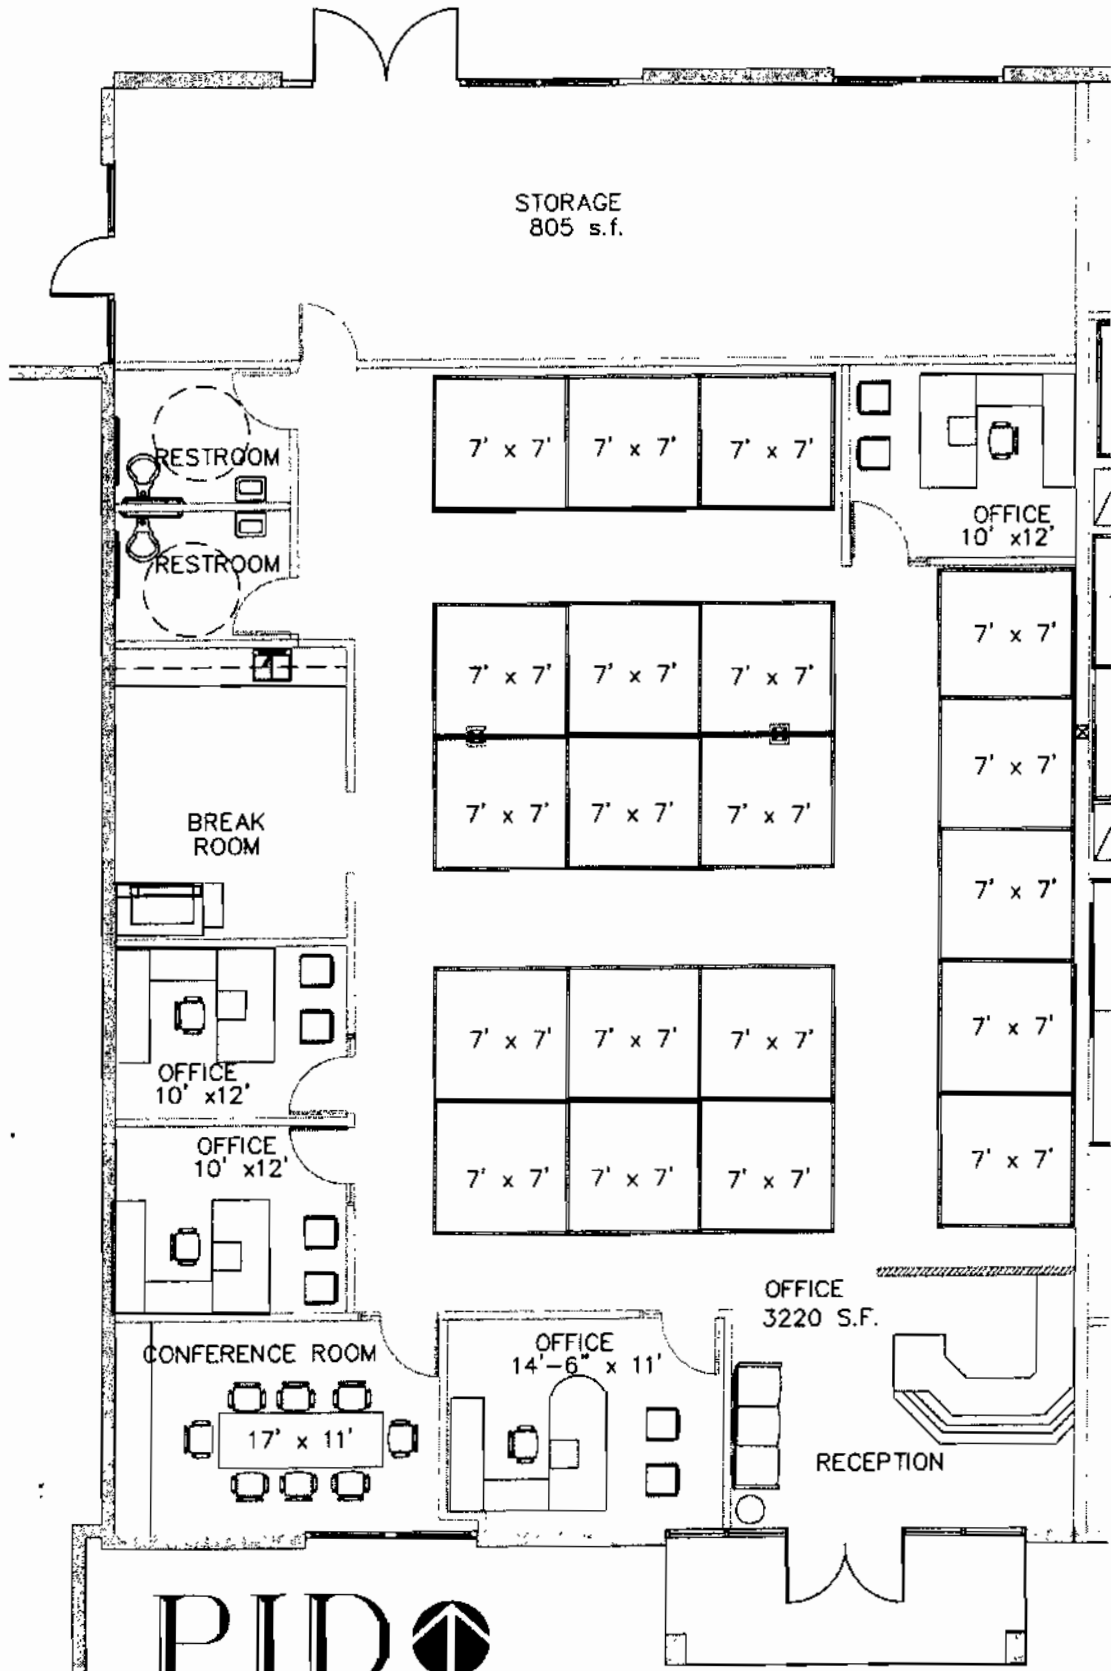 STORAGE
805 s.f.
7' x 7' 7' x 7' 7' x 7'
RESTROOM
OFFICE
10' x12'
RESTROOM
7' x 7'
7' x 7' 7' x 7' 7' x 7'
7' x 7'
7' x 7' 7' x 7' 7' x 7'
BREAK
ROOM
7' x 7'
7' x 7'
7' x 7' 7' x 7' 7' x 7'
OFFICE
10' x12'
OFFICE
10' x12'
7' x 7'
7' x 7' 7' x 7' 7' x 7'
OFFICE
3220 S.F.
CONFERENCE ROOM
17' x 11'
OFFICE
14'-6" x 11'
RECEPTION
PID